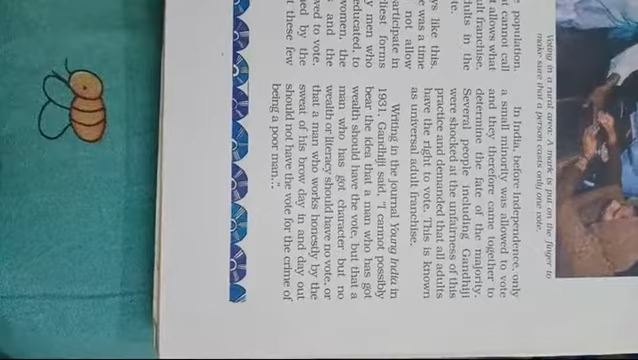 Voting in a rural area: A mark is put on the finger to
make sure that a person casts only one vote.
population.
cannot call
t allows what
ult franchise.
dults in the
te.
ys like this,
e was a time
not allow
articipate in
liest forms
y men who
educated, to
women, the
s and the
wed to vote.
ned by the
t these few
In India, before Independence, only
a small minority was allowed to vote
and they therefore came together to
determine the fate of the majority.
Several people including Gandhiji
were shocked at the unfairness of this
practice and demanded that all adults
have the right to vote. This is known
as universal adult franchise.
Writing in the journal Young India in
1931, Gandhiji said, "I cannot possibly
bear the idea that a man who has got
wealth should have the vote, but that a
man who has got character but no
wealth or literacy should have no vote, or
that a man who works honestly by the
sweat of his brow day in and day out
should not have the vote for the crime of
being a poor man...".